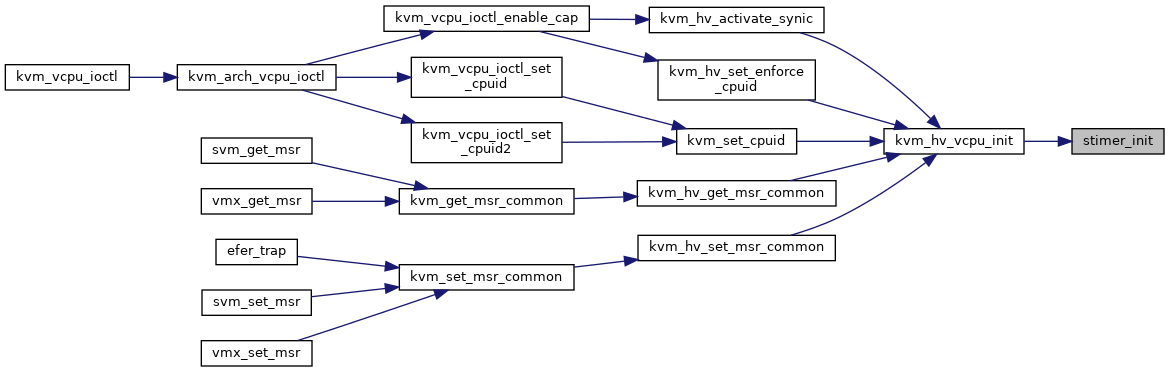 kvm_vcpu_ioctl_enable_cap
kvm_hv_activate_synic
kvm_vcpu_ioctl
kvm_arch_vcpu_ioctl
kvm_vcpu_ioctl_set
_cpuid
kvm_hv_set_enforce
_cpuid
kvm_vcpu_ioctl_set
_cpuid2
kvm_set_cpuid
kvm_hv_vcpu_init
stimer_init
svm_get_msr
vmx_get_msr
kvm_get_msr_common
kvm_hv_get_msr_common
efer_trap
kvm_hv_set_msr_common
kvm_set_msr_common
svm_set_msr
vmx_set_msr